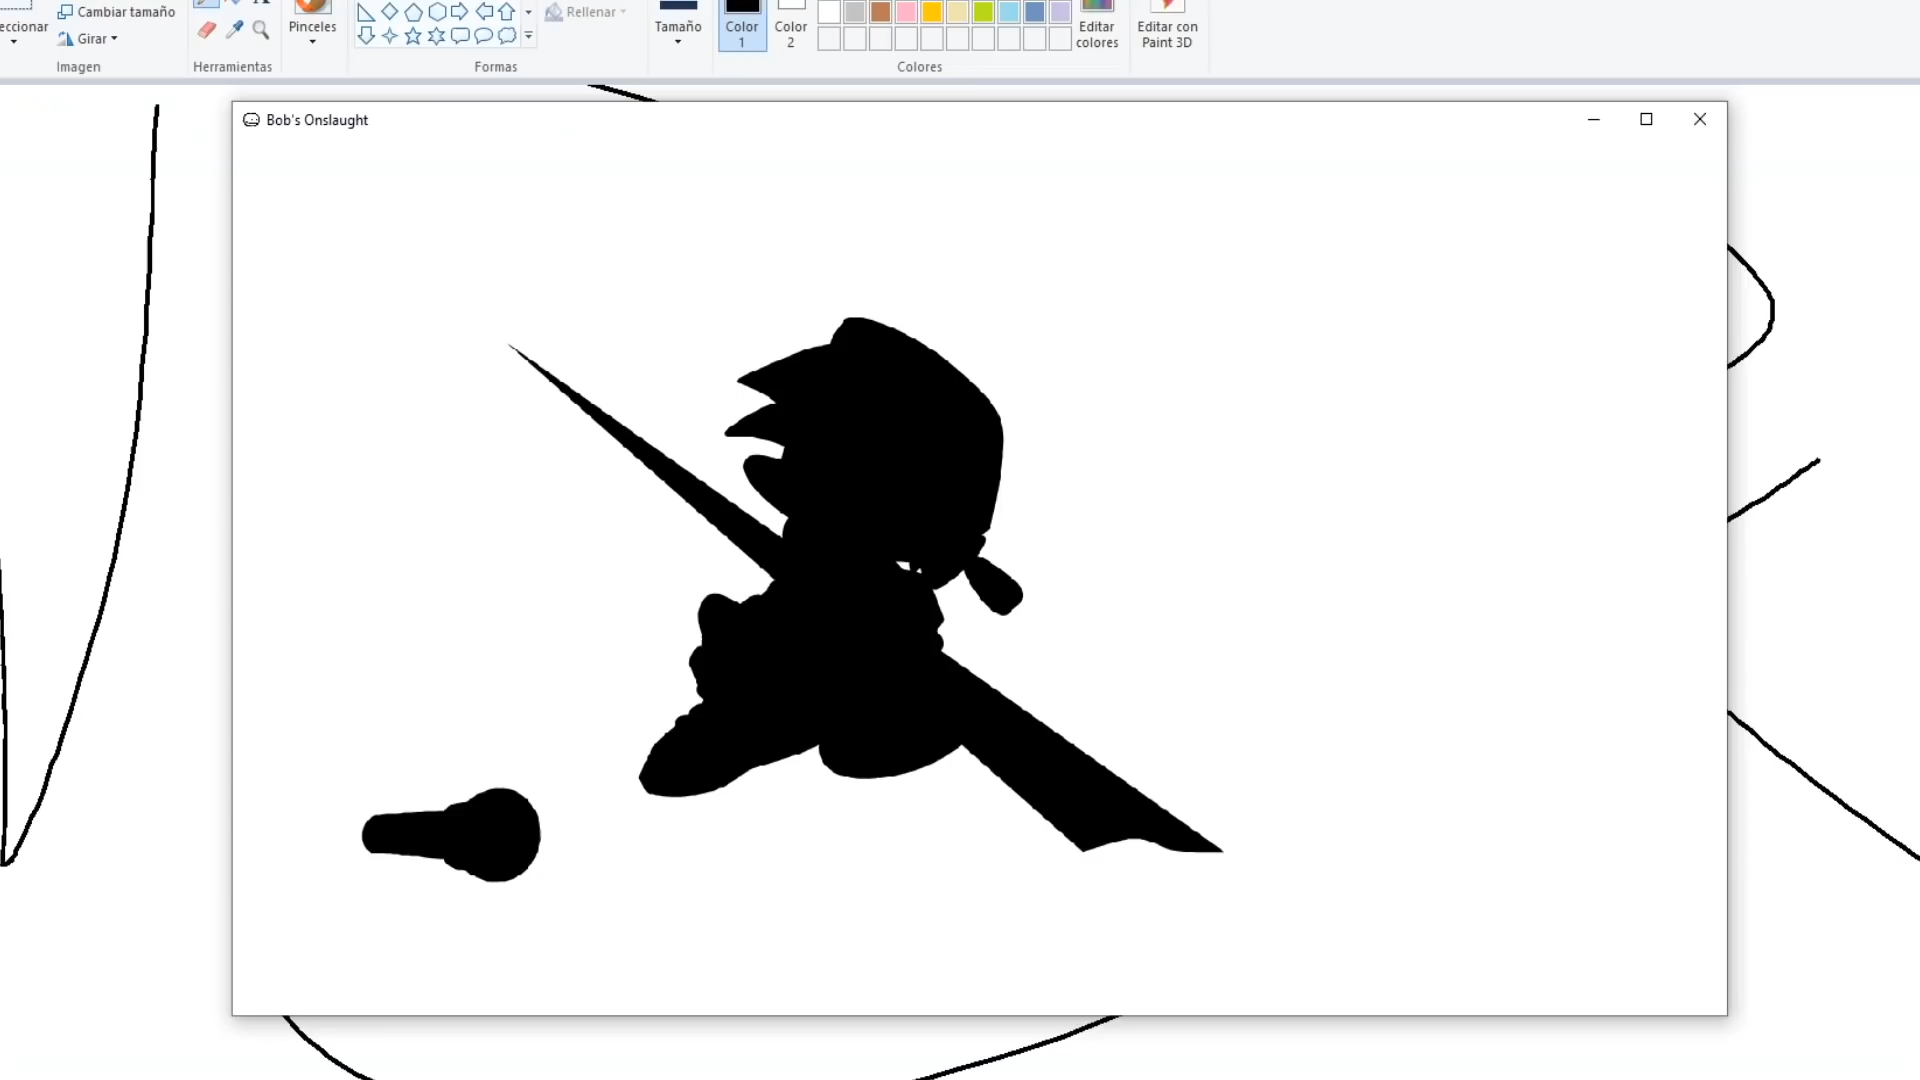 Cambiar tamaño
eccionar
Girar
Pinceles
Rellenar
Tamaño
Color
1
Color
2
Editar
colores
Editar con
Paint 3D
Imagen
Herramientas
Formas
Colores
Bob's Onslaught